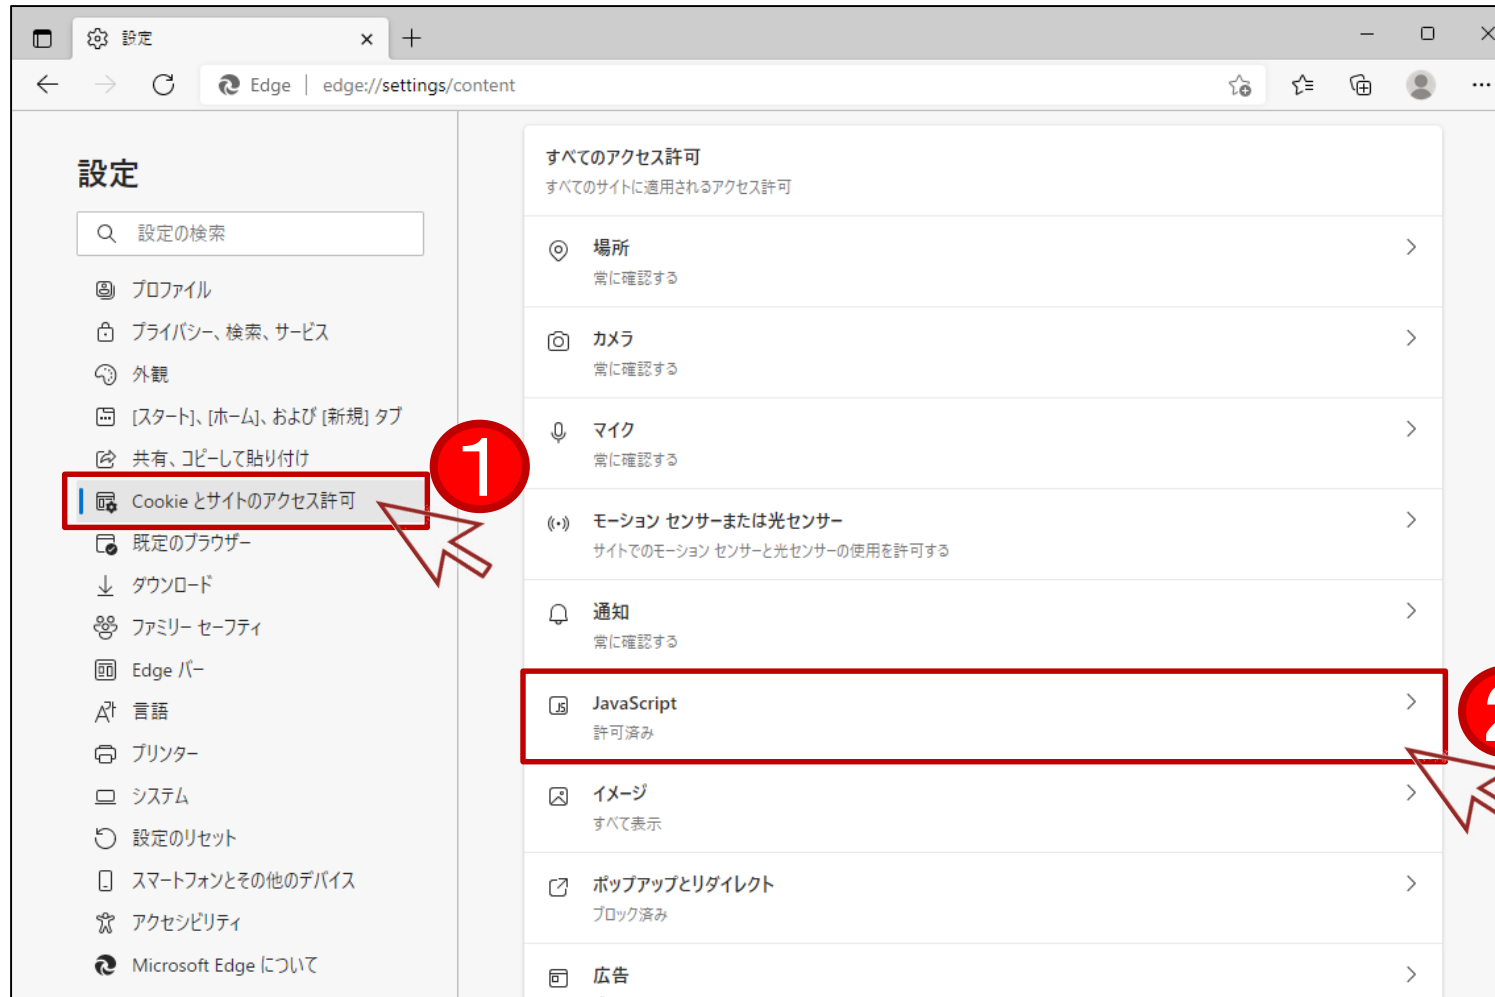 設定
Edge | edge://settings/content
設定
設定の検索
プロファイル
プライバシー、検索、サービス
外観
[スタート]、[ホーム]、および [新規] タブ
共有、コピーして貼り付け
Cookie とサイトのアクセス許可
既定のブラウザー
ダウンロード
ファミリー セーフティ
Edge バー
言語
プリンター
システム
設定のリセット
スマートフォンとその他のデバイス
アクセシビリティ
Microsoft Edge について
1
すべてのアクセス許可
すべてのサイトに適用されるアクセス許可
場所
常に確認する
カメラ
常に確認する
マイク
常に確認する
モーション センサーまたは光センサー
サイトでのモーション センサーと光センサーの使用を許可する
通知
常に確認する
JavaScript
許可済み
2
イメージ
すべて表示
ポップアップとリダイレクト
ブロック済み
広告